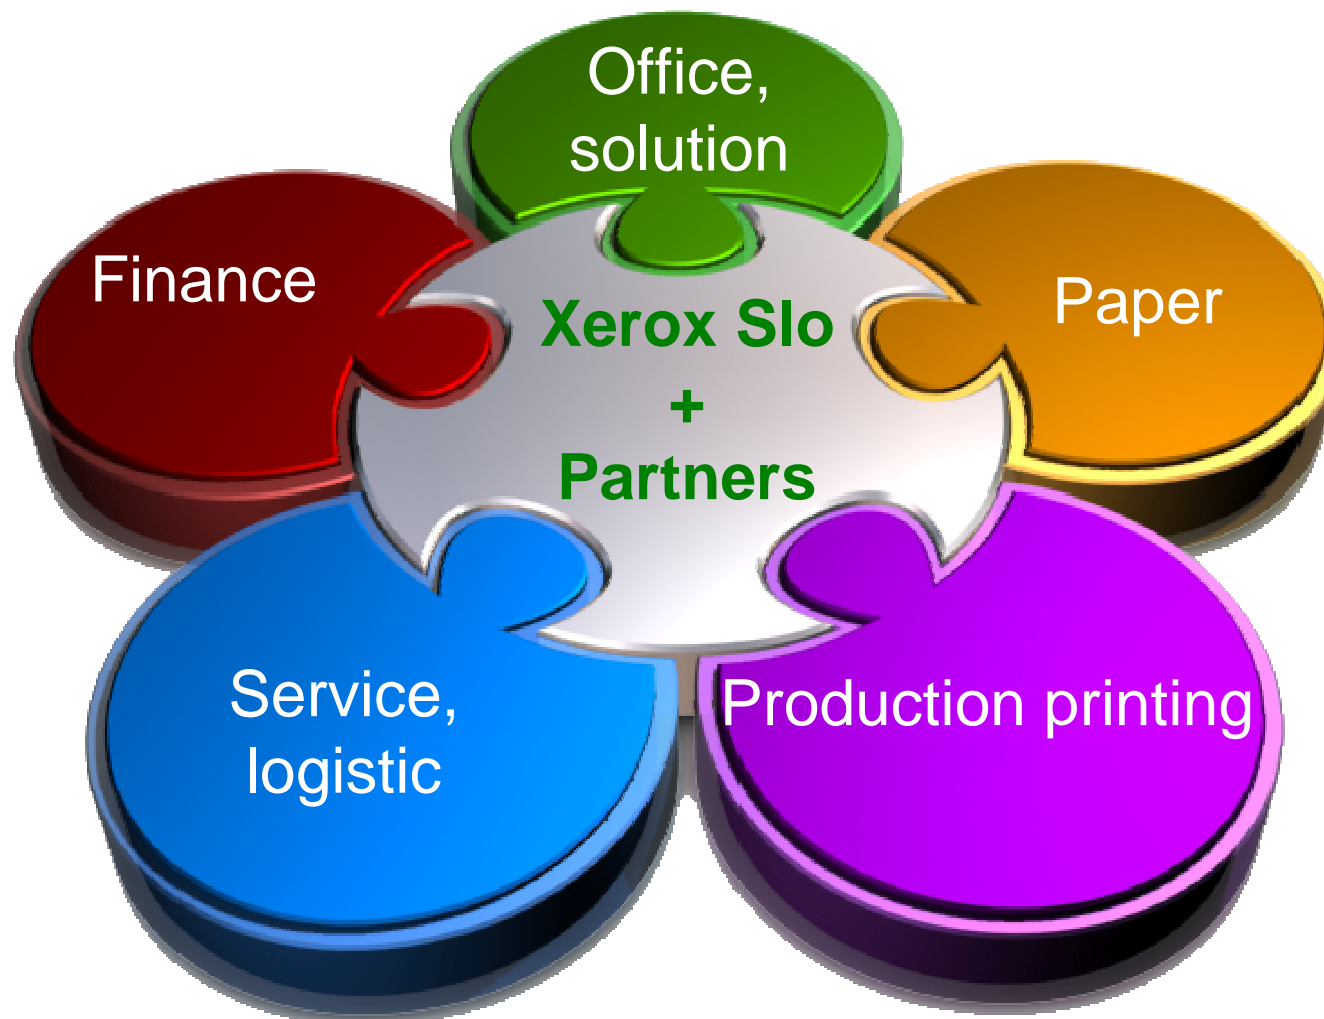 Office,
solution
Finance
Paper
Xerox Slo
+
Partners
Service,
logistic
Production printing